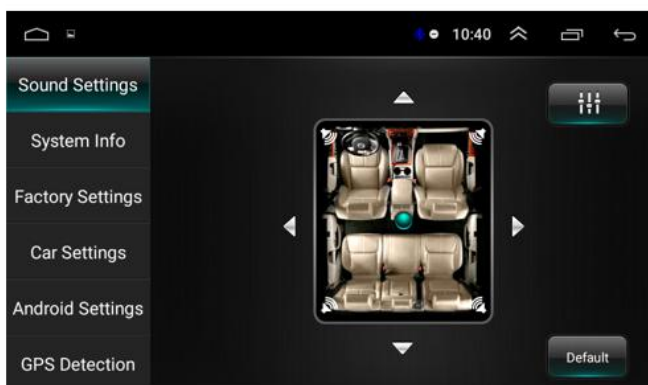 10:40
Sound Settings
System Info
Factory Settings
Car Settings
Android Settings
GPS Detection
Default